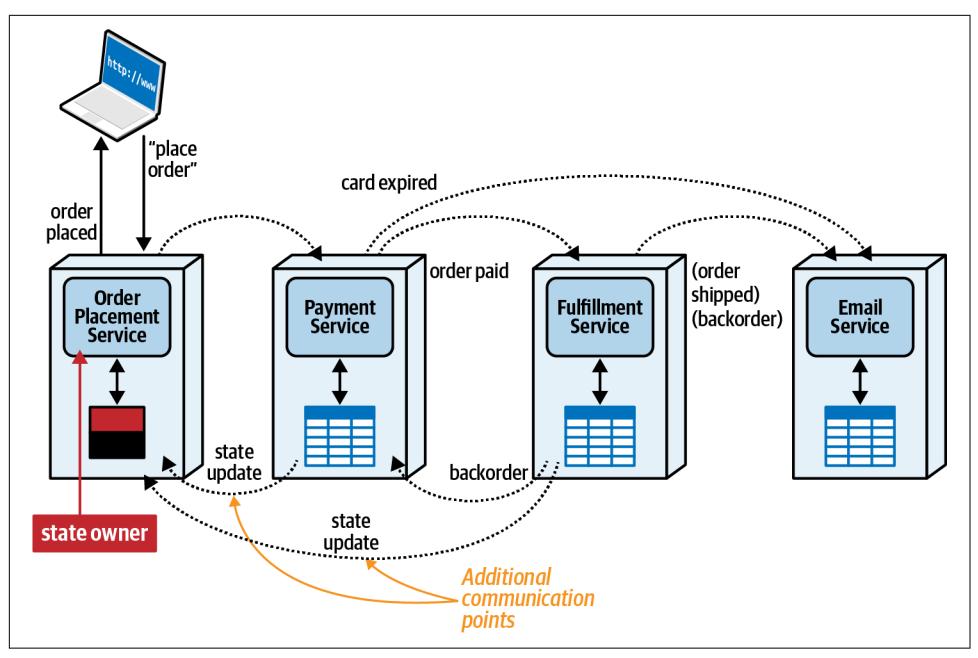 http://www
"place
order"
order
placed
card expired
order paid
(order
shipped)
(backorder)
Order
Placement
Service
Payment
Service
Fulfillment
Service
Email
Service
state
update
backorder
state owner
state
update
Additional
communication
points